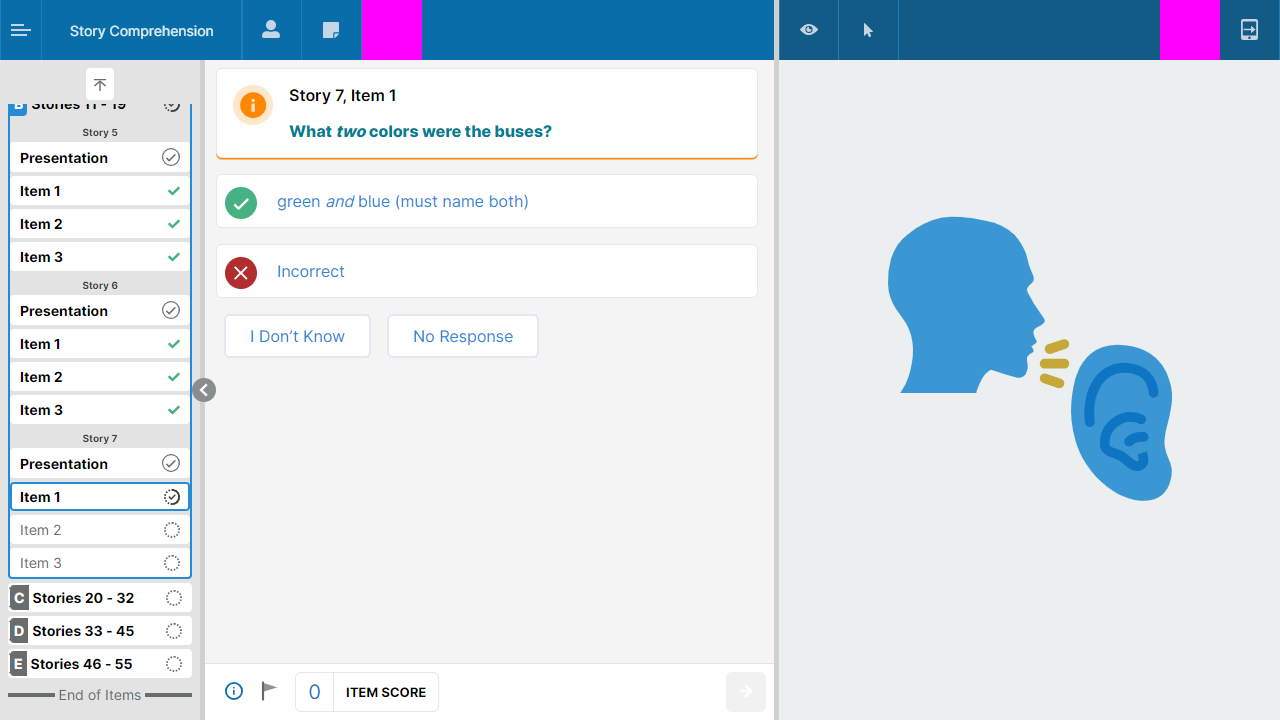 Story Comprehension
B Stories 11 - 19
Story 5
Presentation
Item 1
Item 2
Item 3
Story 6
Presentation
Item 1
Item 2
Item 3
Story 7
Presentation
Item 1
Item 2
Item 3
C Stories 20 - 32
D Stories 33 - 45
E Stories 46 - 55
End of Items
Story 7, Item 1
What two colors were the buses?
green and blue (must name both)
Incorrect
I Don’t Know
No Response
0 ITEM SCORE